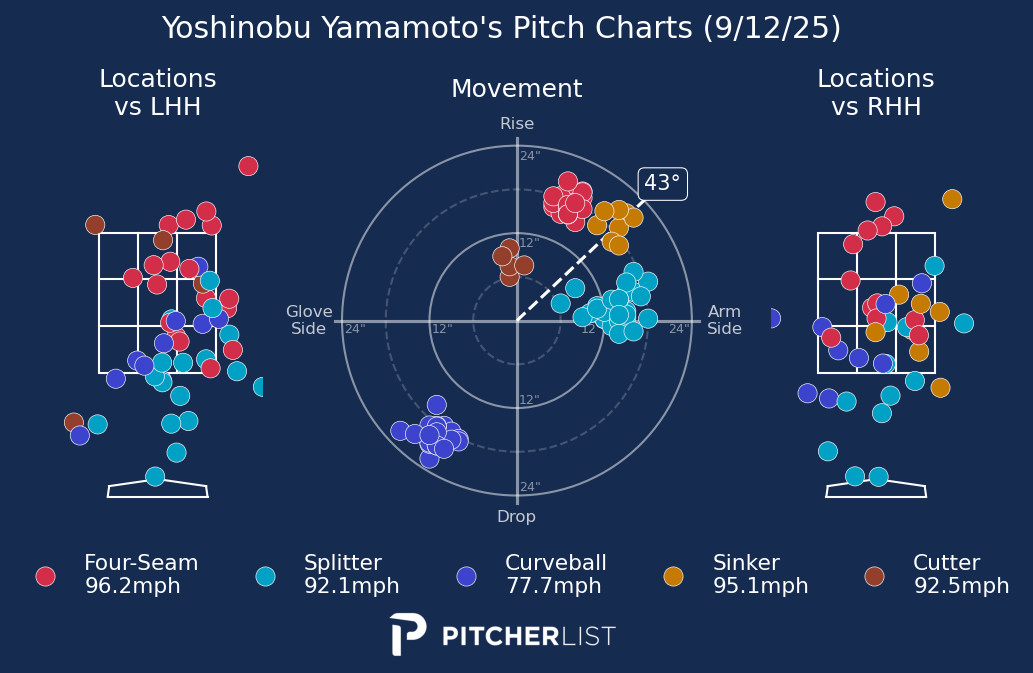 Yoshinobu Yamamoto's Pitch Charts (9/12/25)
Locations
vs LHH
Movement
Locations
vs RHH
Rise
24"
43°
12"
Glove
Side
24"
12"
12"
24"
Arm
Side
12"
24"
Drop
Four-Seam
96.2mph
Splitter
92.1mph
Curveball
77.7mph
Sinker
95.1mph
Cutter
92.5mph
PITCHERLIST